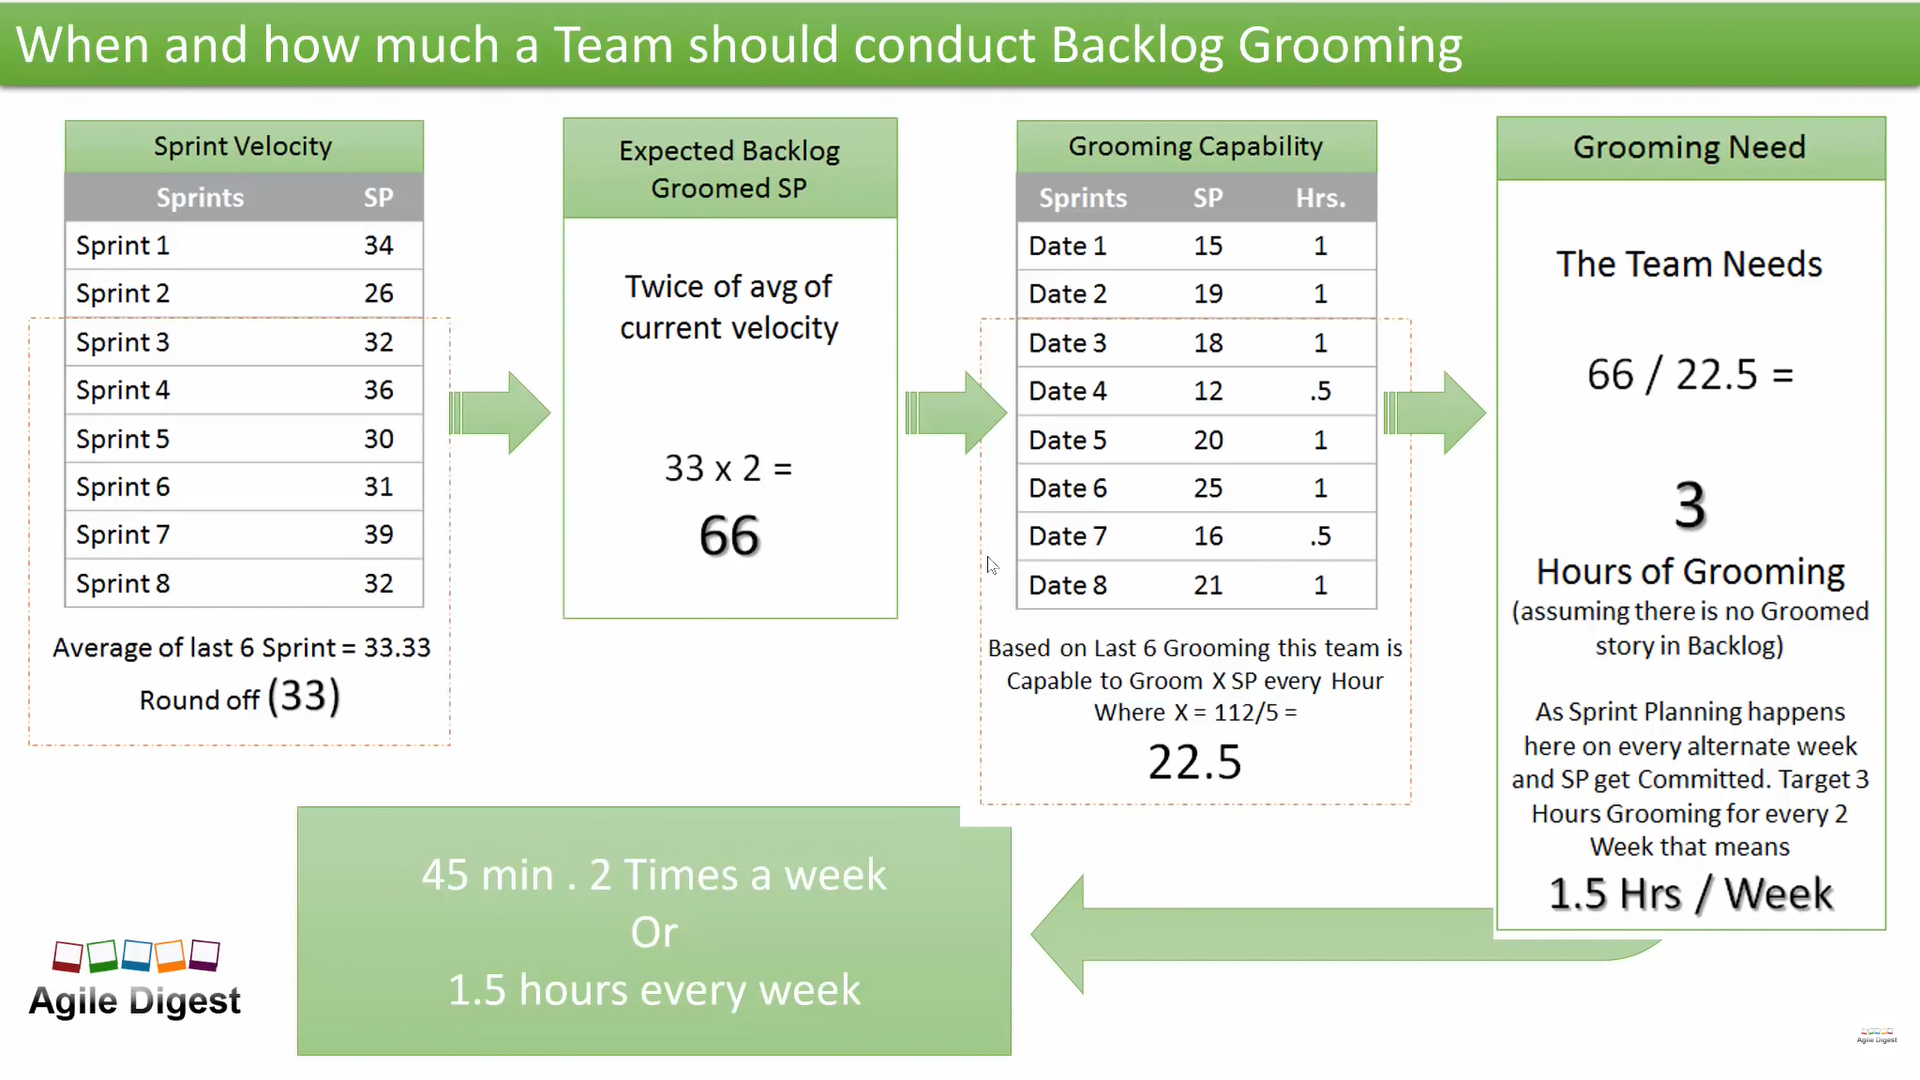 When and how much a Team should conduct Backlog Grooming
Sprint Velocity
Sprints SP
Sprint 1 34
Sprint 2 26
Sprint 3 32
Sprint 4 36
Sprint 5 30
Sprint 6 31
Sprint 7 39
Sprint 8 32
Average of last 6 Sprint = 33.33
Round off (33)
Expected Backlog
Groomed SP
Twice of avg of
current velocity
33 x 2 =
66
Grooming Capability
Sprints SP Hrs.
Date 1 15 1
Date 2 19 1
Date 3 18 1
Date 4 12 .5
Date 5 20 1
Date 6 25 1
Date 7 16 .5
Date 8 21 1
Based on Last 6 Grooming this team is
Capable to Groom X SP every Hour
Where X = 112/5 =
22.5
Grooming Need
The Team Needs
66 / 22.5 =
3
Hours of Grooming
(assuming there is no Groomed
story in Backlog)
As Sprint Planning happens
here on every alternate week
and SP get Committed. Target 3
Hours Grooming for every 2
Week that means
1.5 Hrs / Week
45 min . 2 Times a week
Or
1.5 hours every week
Agile Digest
Agile Digest